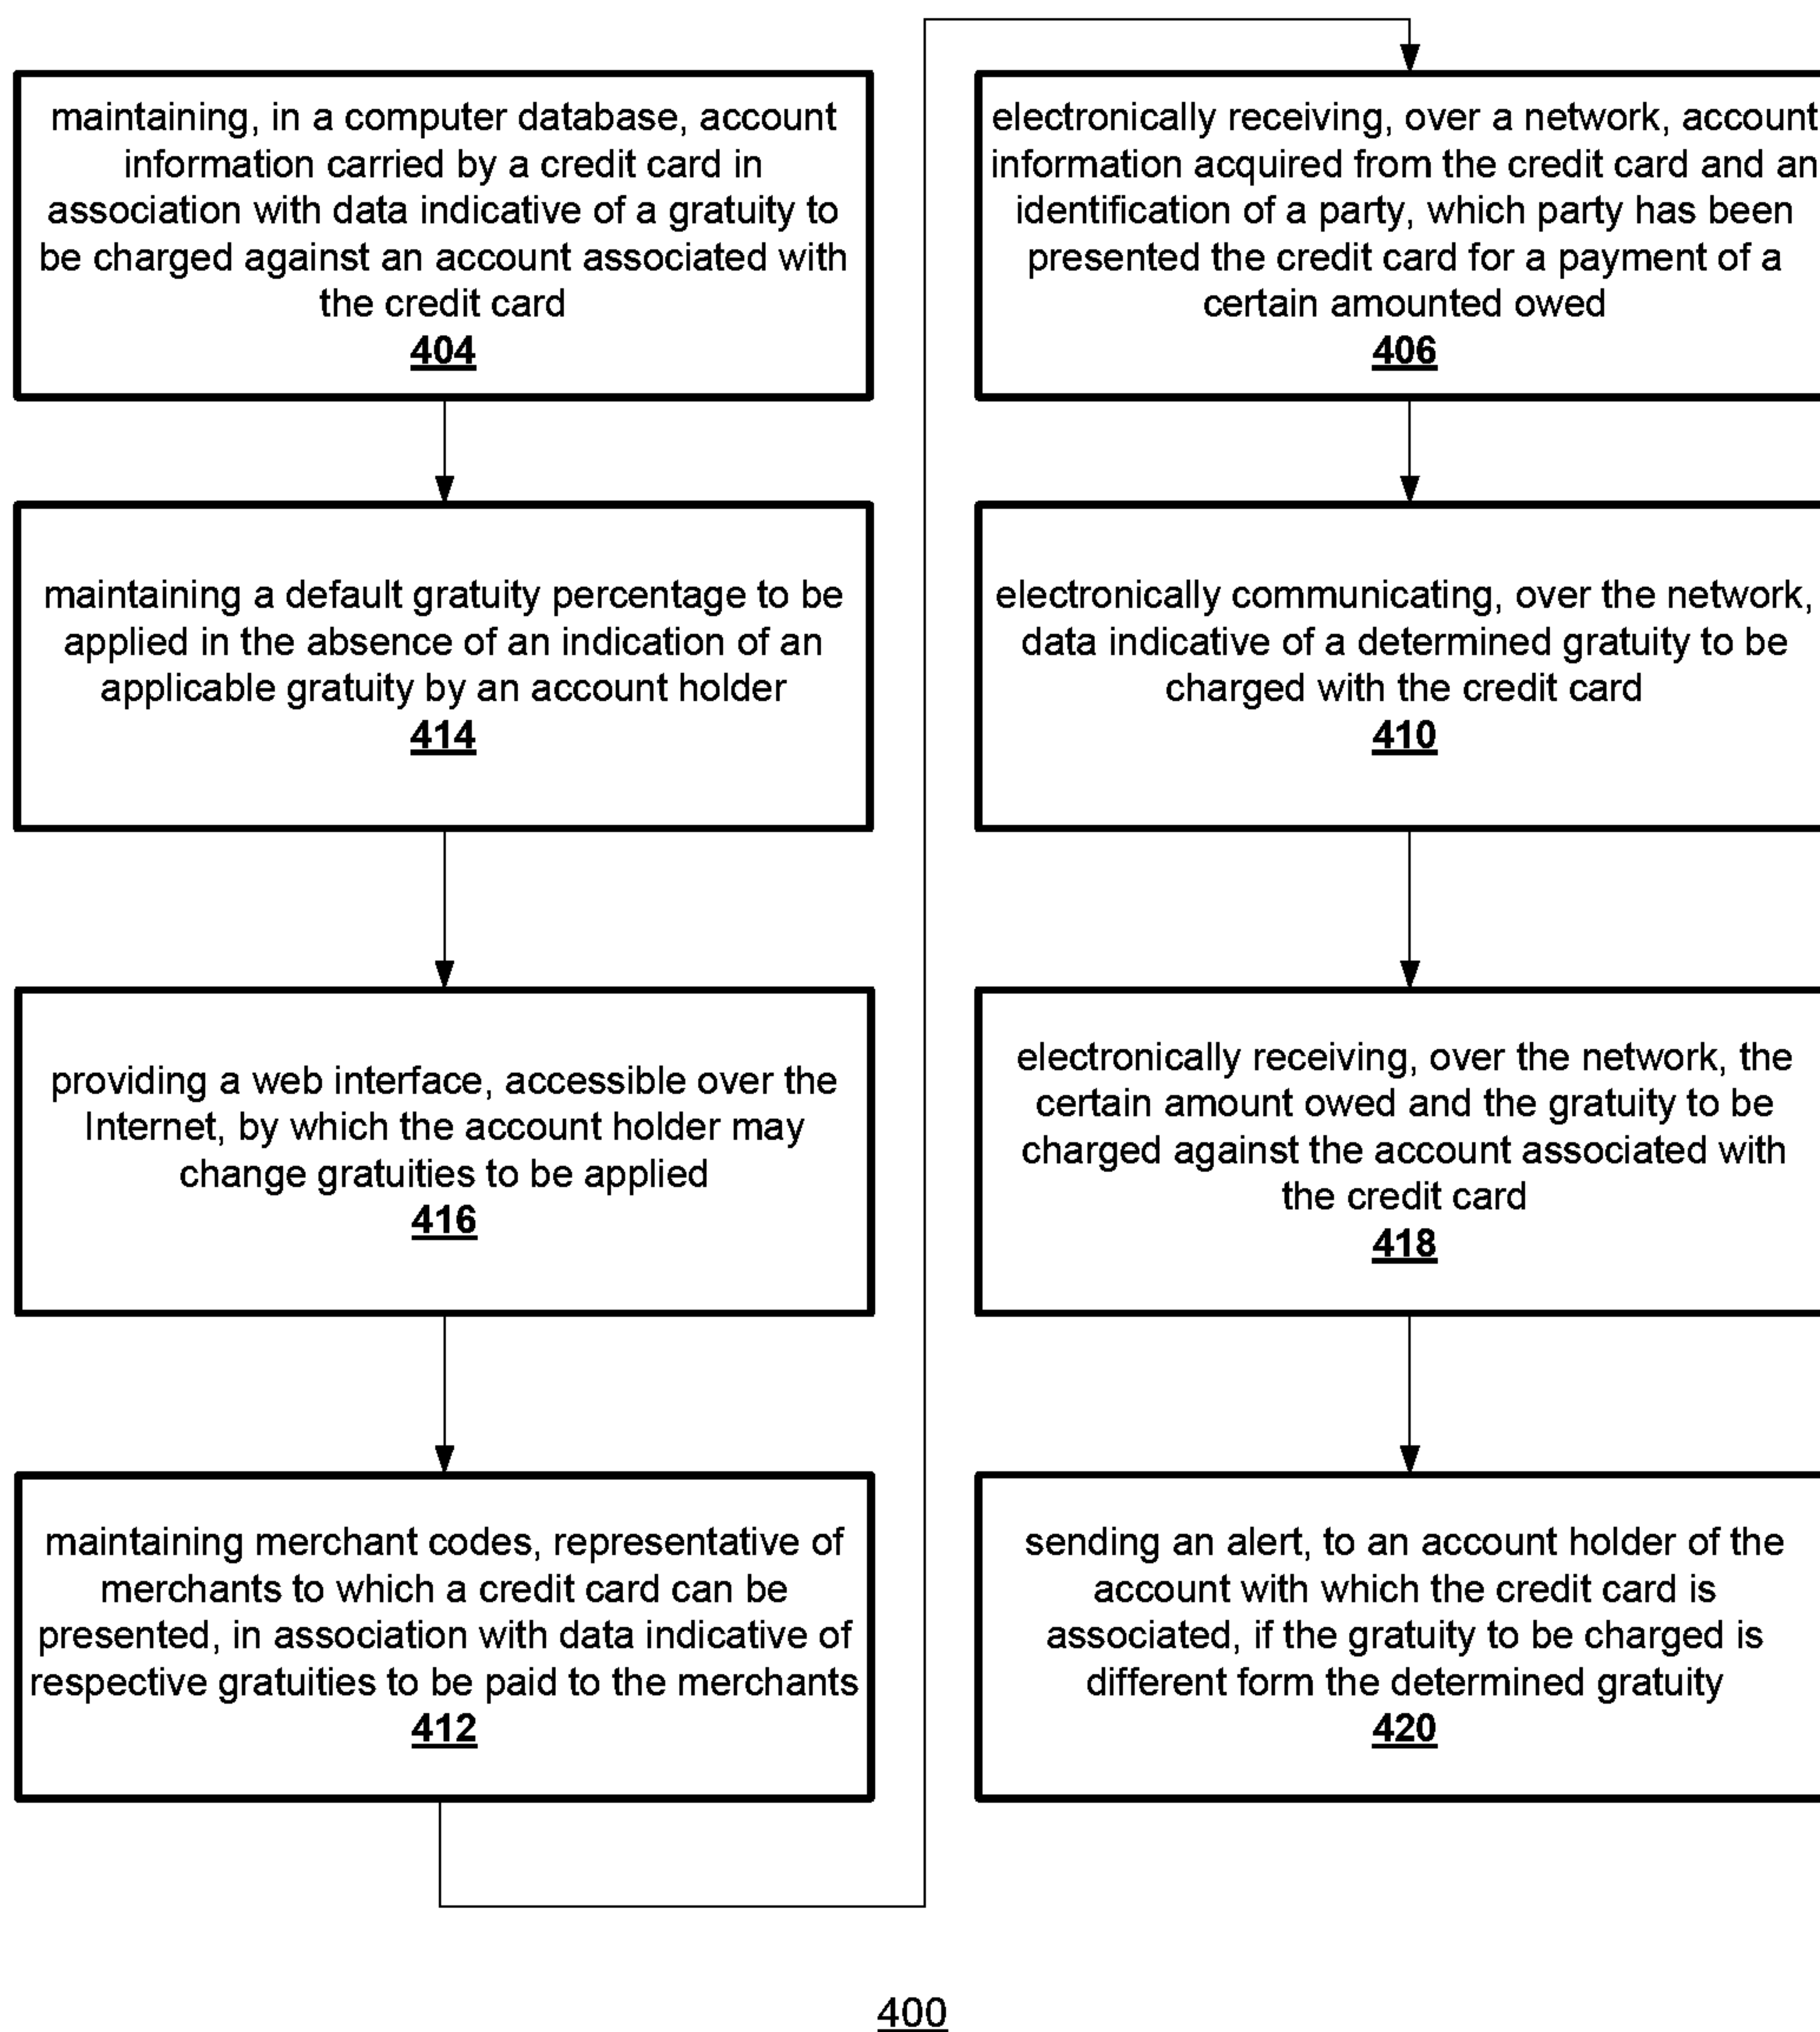 maintaining, in a computer database, account
information carried by a credit card in
association with data indicative of a gratuity to
be charged against an account associated with
the credit card
404
maintaining a default gratuity percentage to be
applied in the absence of an indication of an
applicable gratuity by an account holder
414
providing a web interface, accessible over the
Internet, by which the account holder may
change gratuities to be applied
416
maintaining merchant codes, representative of
merchants to which a credit card can be
presented, in association with data indicative of
respective gratuities to be paid to the merchants
412
electronically receiving, over a network, account
information acquired from the credit card and an
identification of a party, which party has been
presented the credit card for a payment of a
certain amounted owed
406
electronically communicating, over the network,
data indicative of a determined gratuity to be
charged with the credit card
410
electronically receiving, over the network, the
certain amount owed and the gratuity to be
charged against the account associated with
the credit card
418
sending an alert, to an account holder of the
account with which the credit card is
associated, if the gratuity to be charged is
different form the determined gratuity
420
400